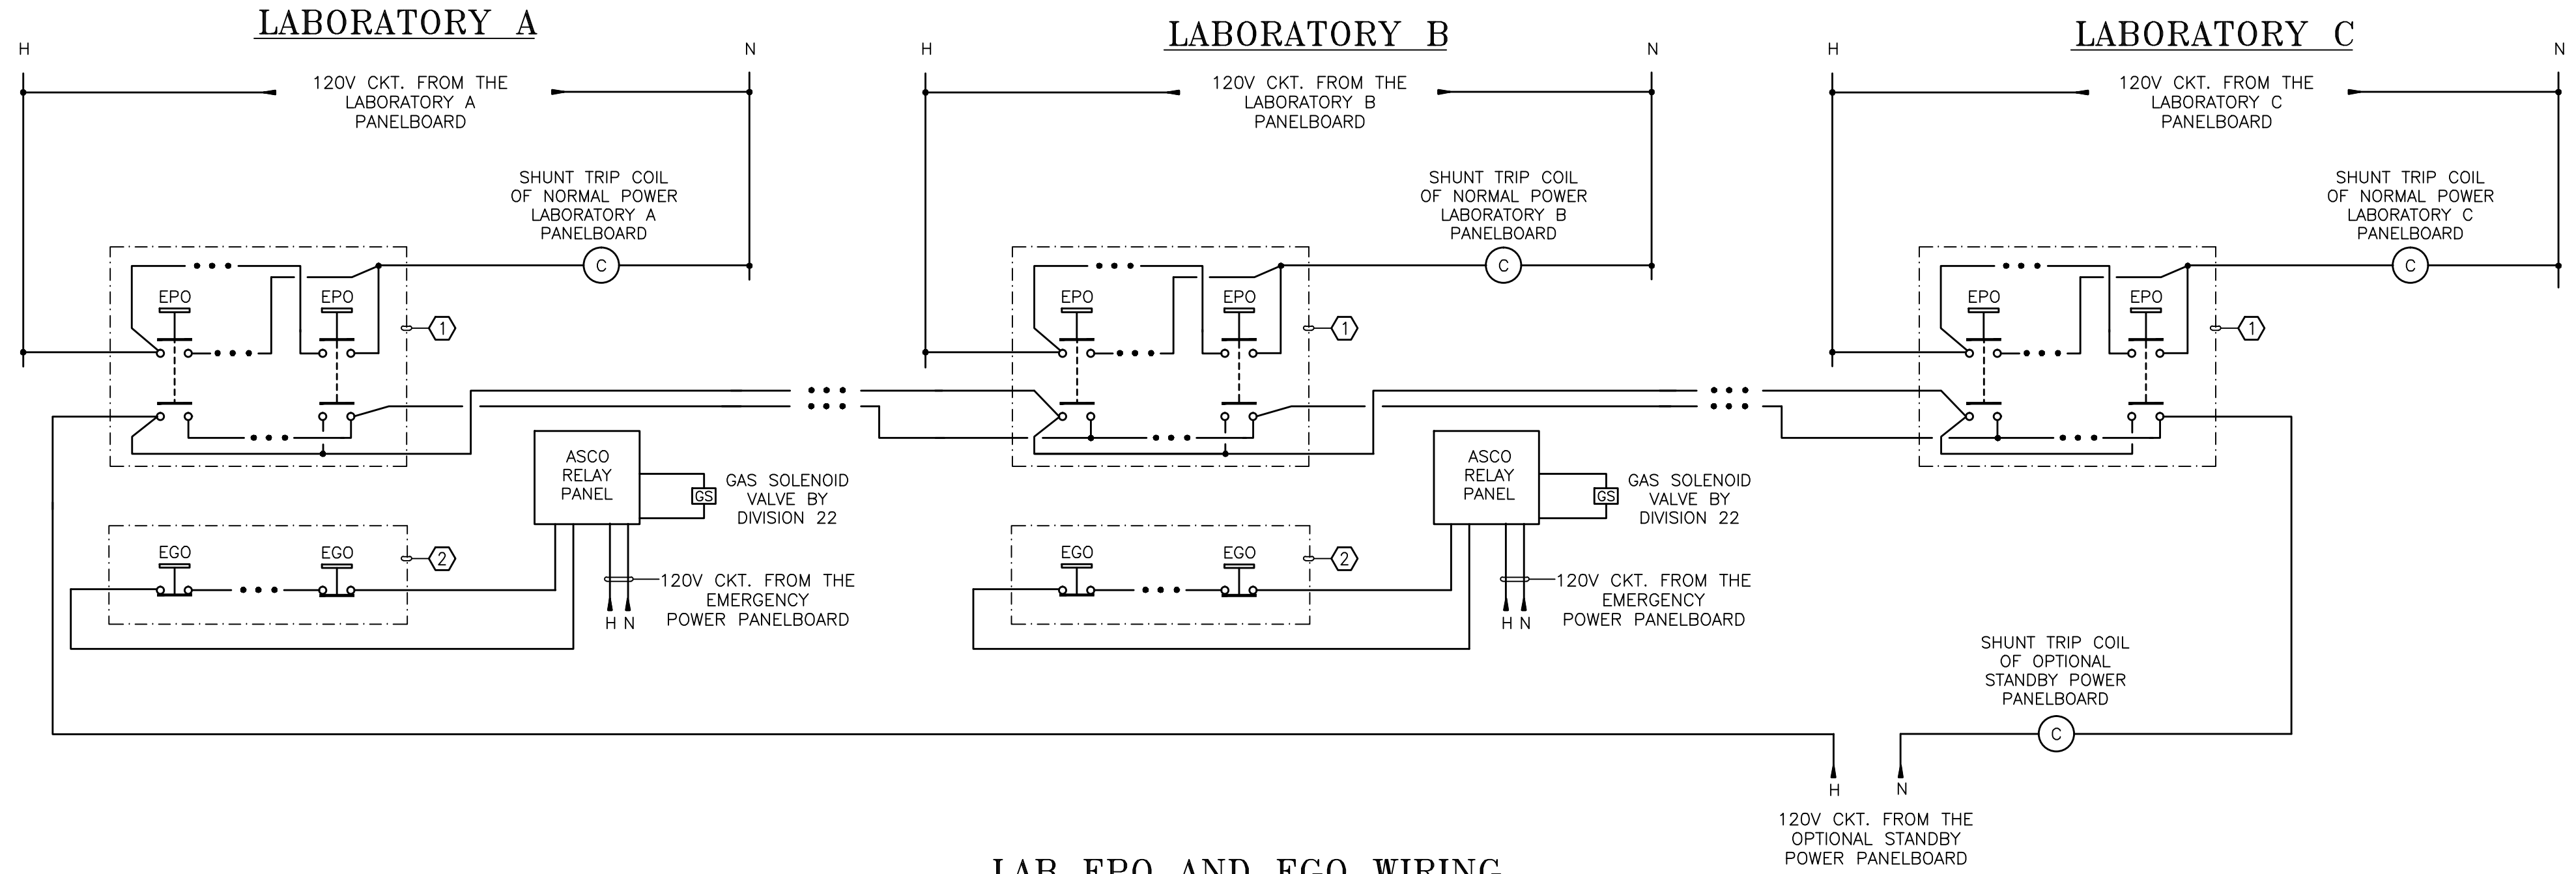 LABORATORY A
H
N
120V CKT. FROM THE
LABORATORY A
PANELBOARD
SHUNT TRIP COIL
OF NORMAL POWER
LABORATORY A
PANELBOARD
C
EPO
EPO
1
ASCO
RELAY
PANEL
GS
GAS SOLENOID
VALVE BY
DIVISION 22
EGO
EGO
2
120V CKT. FROM THE
EMERGENCY
POWER PANELBOARD
H N
LABORATORY B
H
N
120V CKT. FROM THE
LABORATORY B
PANELBOARD
SHUNT TRIP COIL
OF NORMAL POWER
LABORATORY B
PANELBOARD
C
EPO
EPO
1
ASCO
RELAY
PANEL
GS
GAS SOLENOID
VALVE BY
DIVISION 22
EGO
EGO
2
120V CKT. FROM THE
EMERGENCY
POWER PANELBOARD
H N
LABORATORY C
H
N
120V CKT. FROM THE
LABORATORY C
PANELBOARD
SHUNT TRIP COIL
OF NORMAL POWER
LABORATORY C
PANELBOARD
C
EPO
EPO
1
SHUNT TRIP COIL
OF OPTIONAL
STANDBY POWER
PANELBOARD
C
H
N
120V CKT. FROM THE
OPTIONAL STANDBY
POWER PANELBOARD
LAB EPO AND EGO WIRING